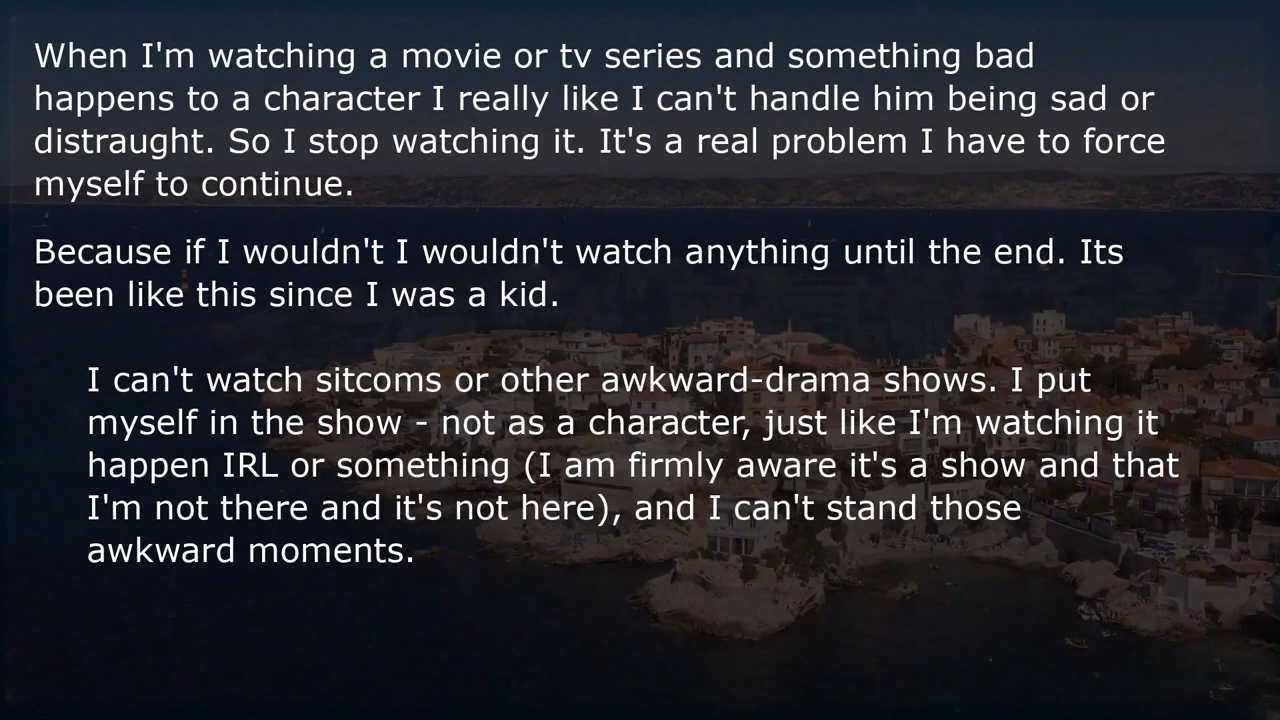 When I'm watching a movie or tv series and something bad
happens to a character I really like I can't handle him being sad or
distraught. So I stop watching it. It's a real problem I have to force
myself to continue.
Because if I wouldn't I wouldn't watch anything until the end. Its
been like this since I was a kid.
I can't watch sitcoms or other awkward-drama shows. I put
myself in the show - not as a character, just like I'm watching it
happen IRL or something (I am firmly aware it's a show and that
I'm not there and it's not here), and I can't stand those
awkward moments.